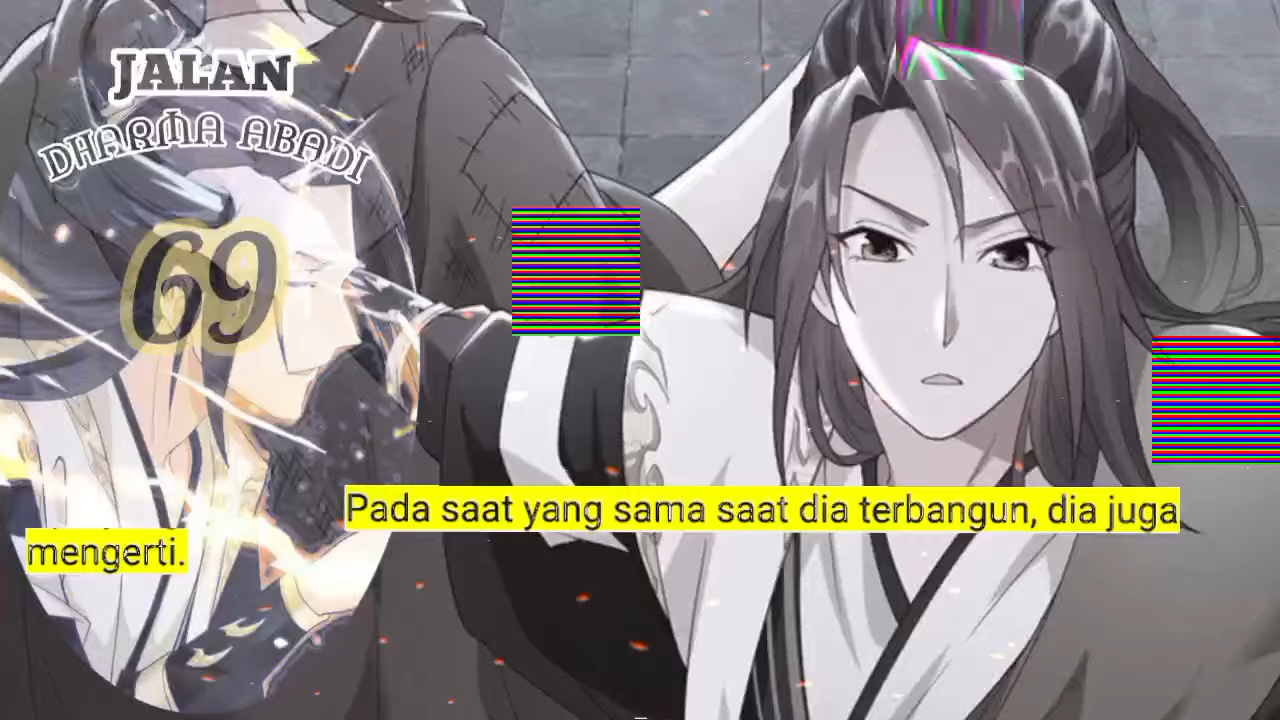 JALAN
DHARMA ABADI
69
Pada saat yang sama saat dia terbangun, dia juga
mengerti.